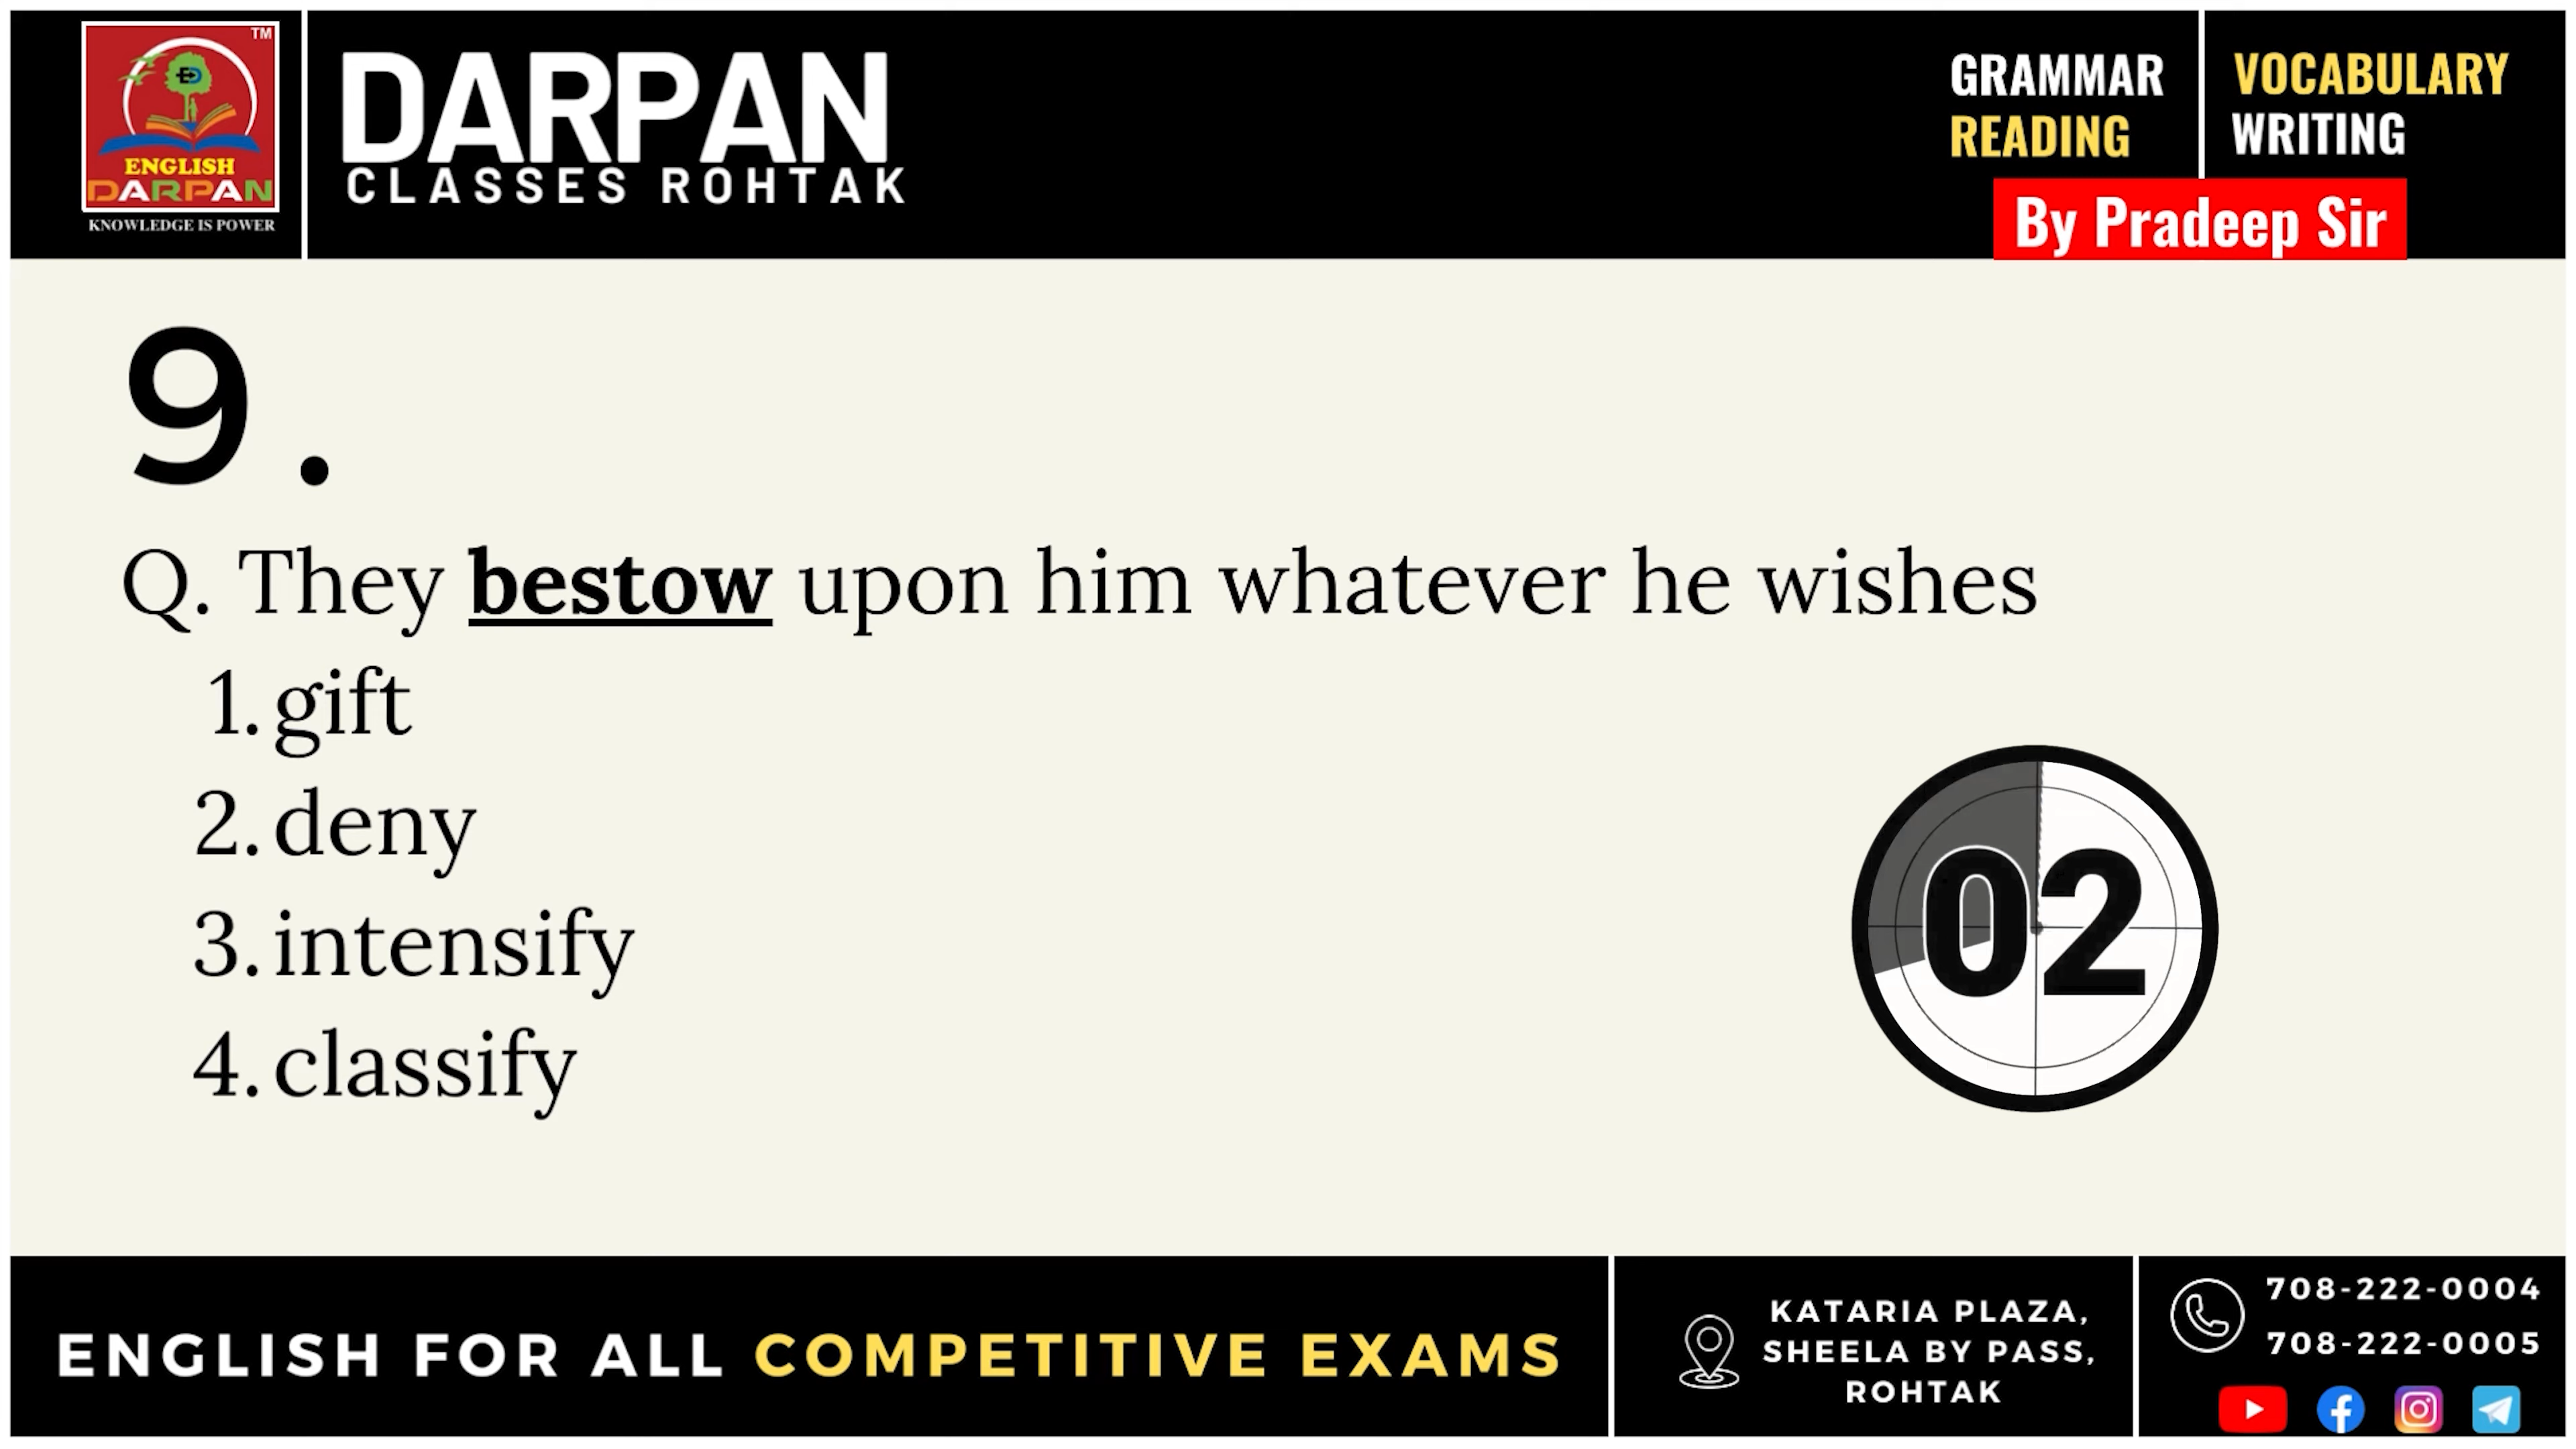 TM
ENGLISH
DARPAN
KNOWLEDGE IS POWER
DARPAN
CLASSES ROHTAK
GRAMMAR
READING
VOCABULARY
WRITING
By Pradeep Sir
9.
Q. They bestow upon him whatever he wishes
1. gift
2. deny
3. intensify
4. classify
02
ENGLISH FOR ALL COMPETITIVE EXAMS
KATARIA PLAZA,
SHEELA BY PASS,
ROHTAK
708-222-0004
708-222-0005